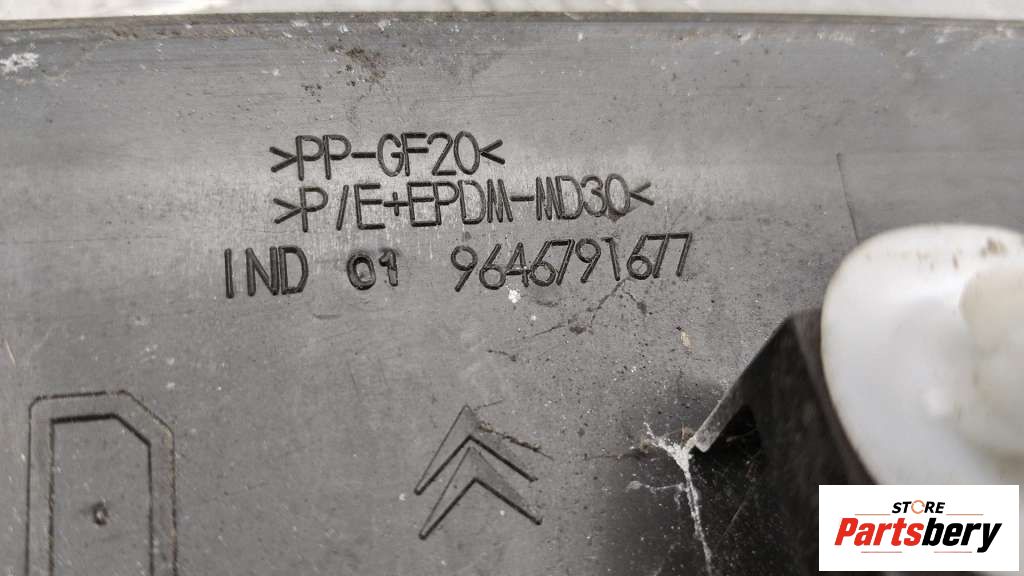 >PP-GF20<
>P/E+EPDM-MD30<
IND 01 9646791677
STORE
Partsbery